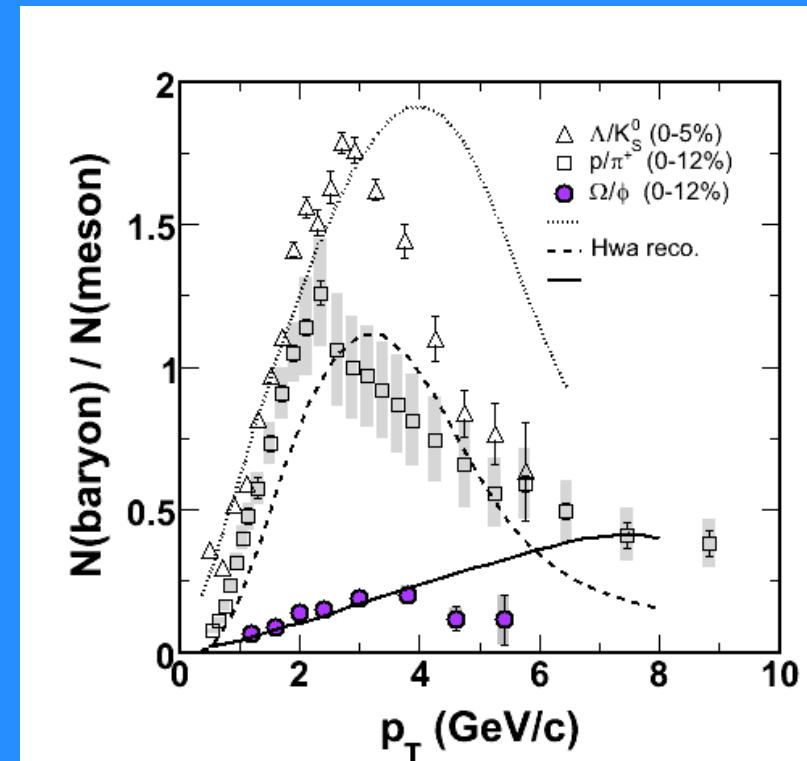 2
1.5
1
0.5
0
0 2 4 6 8 10
N(baryon) / N(meson)
Λ/K⁰_S (0-5%)
p/π⁺ (0-12%)
Ω/ϕ (0-12%)
Hwa reco.
p_T (GeV/c)